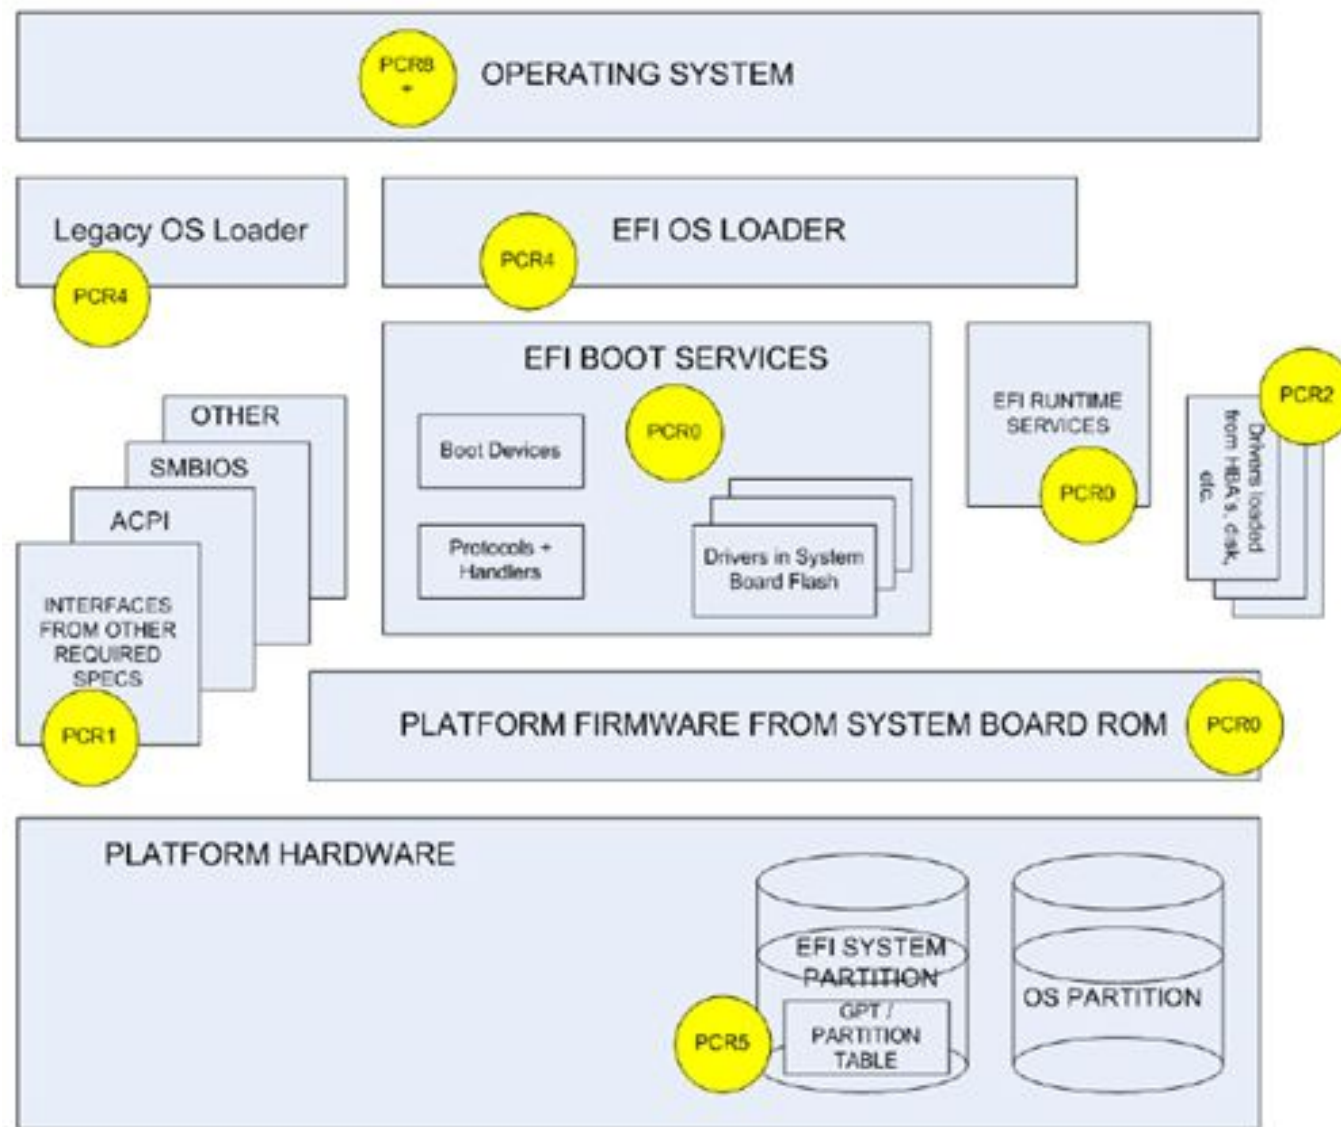 PCR8
+
OPERATING SYSTEM
Legacy OS Loader
PCR4
EFI OS LOADER
PCR4
EFI BOOT SERVICES
PCR0
Boot Devices
Protocols +
Handlers
Drivers in System
Board Flash
EFI RUNTIME
SERVICES
PCR0
PCR2
Drivers loaded
from HBA's, disk,
etc.
OTHER
SMBIOS
ACPI
INTERFACES
FROM OTHER
REQUIRED
SPECS
PCR1
PLATFORM FIRMWARE FROM SYSTEM BOARD ROM
PCR0
PLATFORM HARDWARE
EFI SYSTEM
PARTITION
GPT /
PARTITION
TABLE
PCR5
OS PARTITION